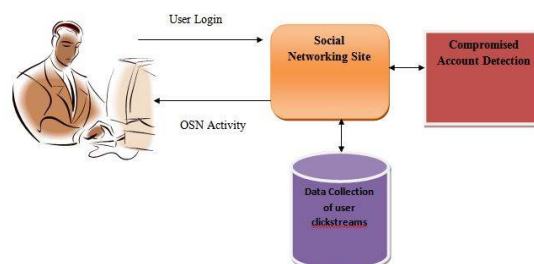 User Login
Social
Networking Site
Compromised
Account Detection
OSN Activity
Data Collection
of user
clickstreams